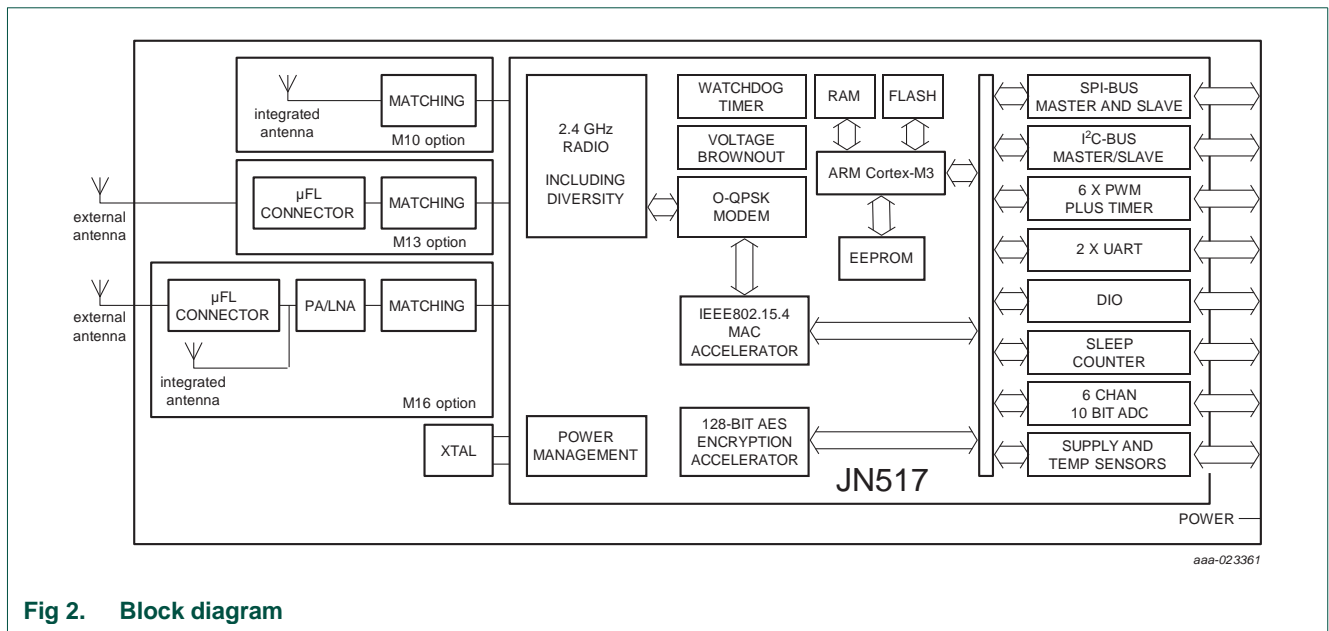 integrated
antenna
MATCHING
M10 option
external
antenna
µFL
CONNECTOR
MATCHING
M13 option
external
antenna
µFL
CONNECTOR
PA/LNA
MATCHING
integrated
antenna
M16 option
XTAL
2.4 GHz
RADIO
INCLUDING
DIVERSITY
POWER
MANAGEMENT
WATCHDOG
TIMER
VOLTAGE
BROWNOUT
O-QPSK
MODEM
IEEE802.15.4
MAC
ACCELERATOR
128-BIT AES
ENCRYPTION
ACCELERATOR
RAM
FLASH
ARM Cortex-M3
EEPROM
JN517
SPI-BUS
MASTER AND SLAVE
I²C-BUS
MASTER/SLAVE
6 X PWM
PLUS TIMER
2 X UART
DIO
SLEEP
COUNTER
6 CHAN
10 BIT ADC
SUPPLY AND
TEMP SENSORS
POWER
aaa-023361
Fig 2. Block diagram